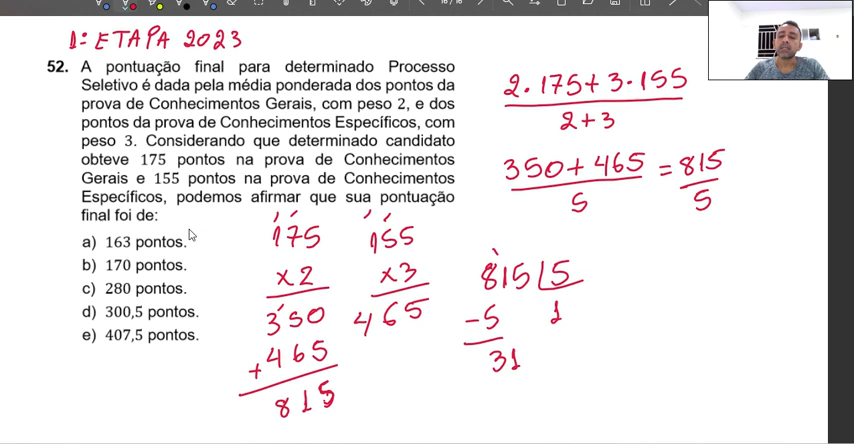 1ª ETAPA 2023
52. A pontuação final para determinado Processo
Seletivo é dada pela média ponderada dos pontos da
prova de Conhecimentos Gerais, com peso 2, e dos
pontos da prova de Conhecimentos Específicos, com
peso 3. Considerando que determinado candidato
obteve 175 pontos na prova de Conhecimentos
Gerais e 155 pontos na prova de Conhecimentos
Específicos, podemos afirmar que sua pontuação
final foi de:
a) 163 pontos.
b) 170 pontos.
c) 280 pontos.
d) 300,5 pontos.
e) 407,5 pontos.
175
x2
350
+465
815
155
x3
465
2·175+3·155
2+3
350+465 = 815
5 5
815 5
-5 1
31